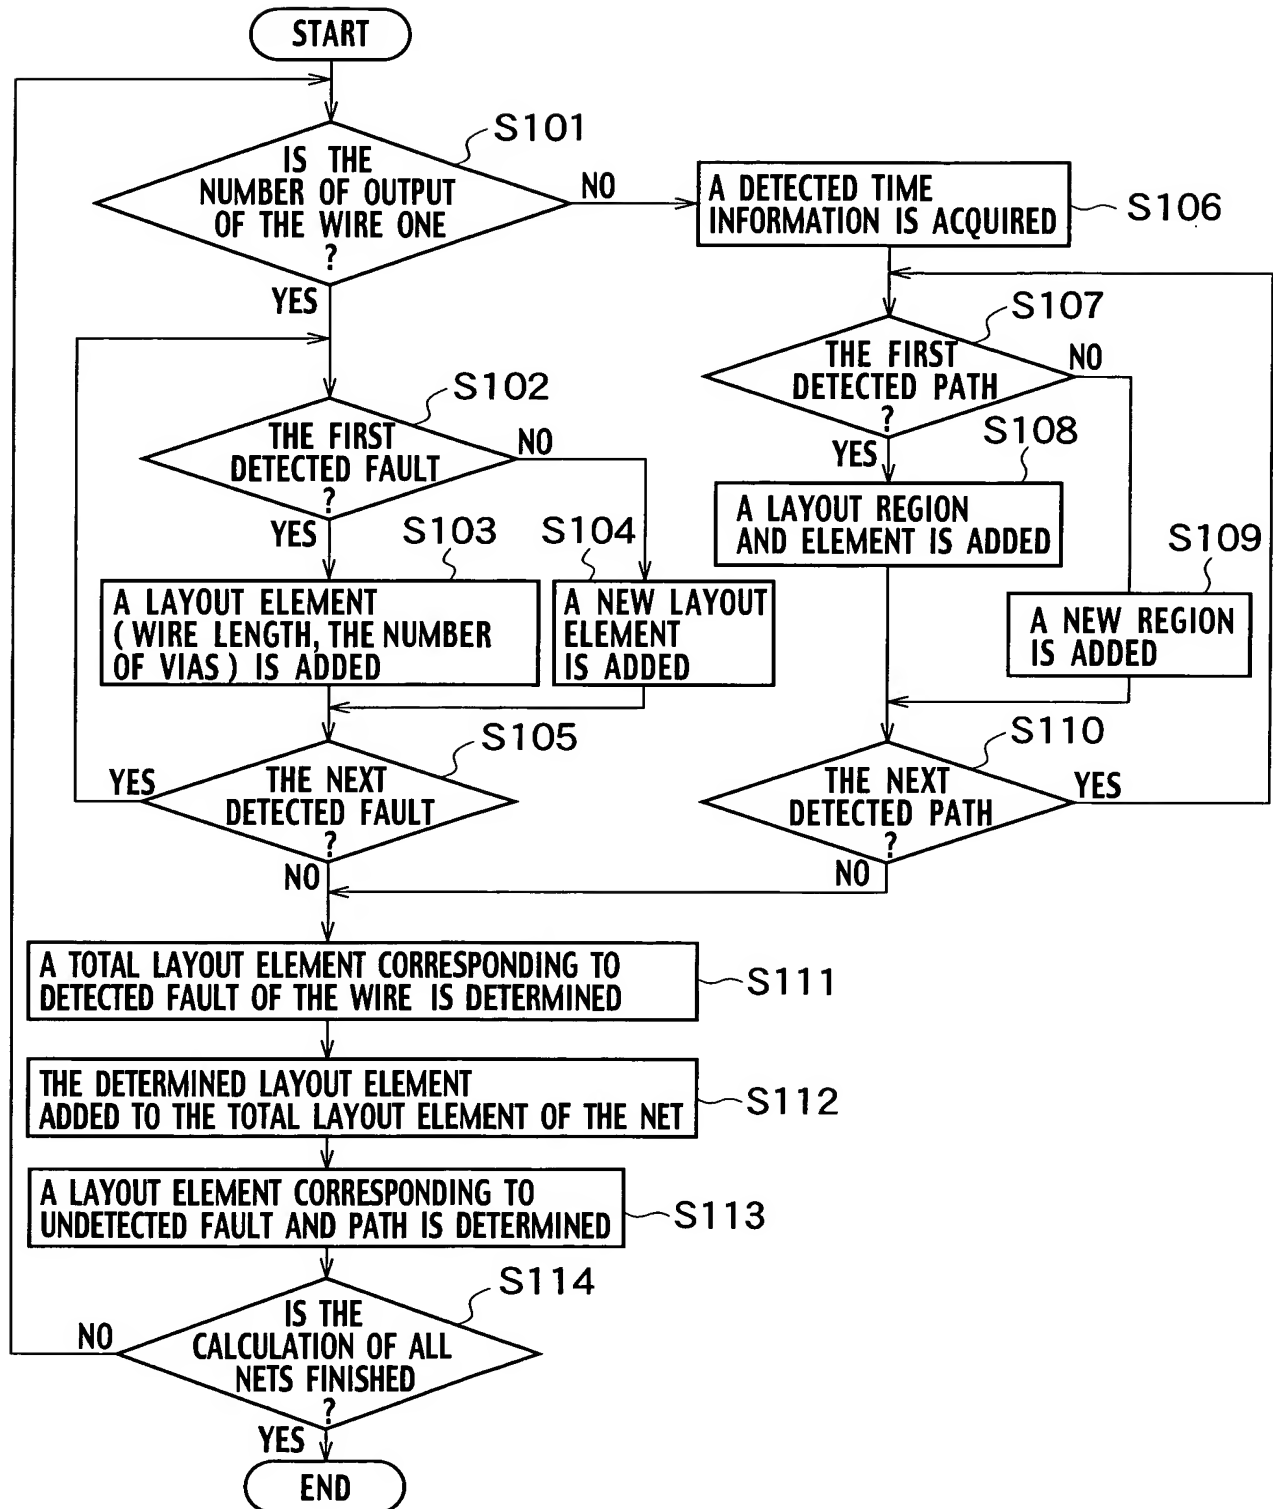 START
S101
IS THE
NUMBER OF OUTPUT
OF THE WIRE ONE
?
NO
YES
A DETECTED TIME
INFORMATION IS ACQUIRED
S106
S107
THE FIRST
DETECTED PATH
?
NO
YES
S102
THE FIRST
DETECTED FAULT
?
NO
YES
S108
A LAYOUT REGION
AND ELEMENT IS ADDED
S109
A NEW REGION
IS ADDED
S103
A LAYOUT ELEMENT
(WIRE LENGTH, THE NUMBER
OF VIAS) IS ADDED
S104
A NEW LAYOUT
ELEMENT
IS ADDED
S105
THE NEXT
DETECTED FAULT
?
YES
NO
S110
THE NEXT
DETECTED PATH
?
YES
NO
A TOTAL LAYOUT ELEMENT CORRESPONDING TO
DETECTED FAULT OF THE WIRE IS DETERMINED
S111
THE DETERMINED LAYOUT ELEMENT
ADDED TO THE TOTAL LAYOUT ELEMENT OF THE NET
S112
A LAYOUT ELEMENT CORRESPONDING TO
UNDETECTED FAULT AND PATH IS DETERMINED
S113
S114
IS THE
CALCULATION OF ALL
NETS FINISHED
?
NO
YES
END